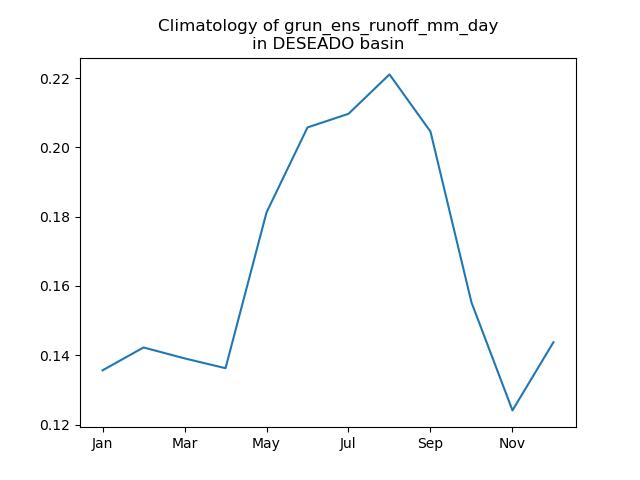 Climatology of grun_ens_runoff_mm_day
in DESEADO basin
0.22
0.20
0.18
0.16
0.14
0.12
Jan Mar May Jul Sep Nov